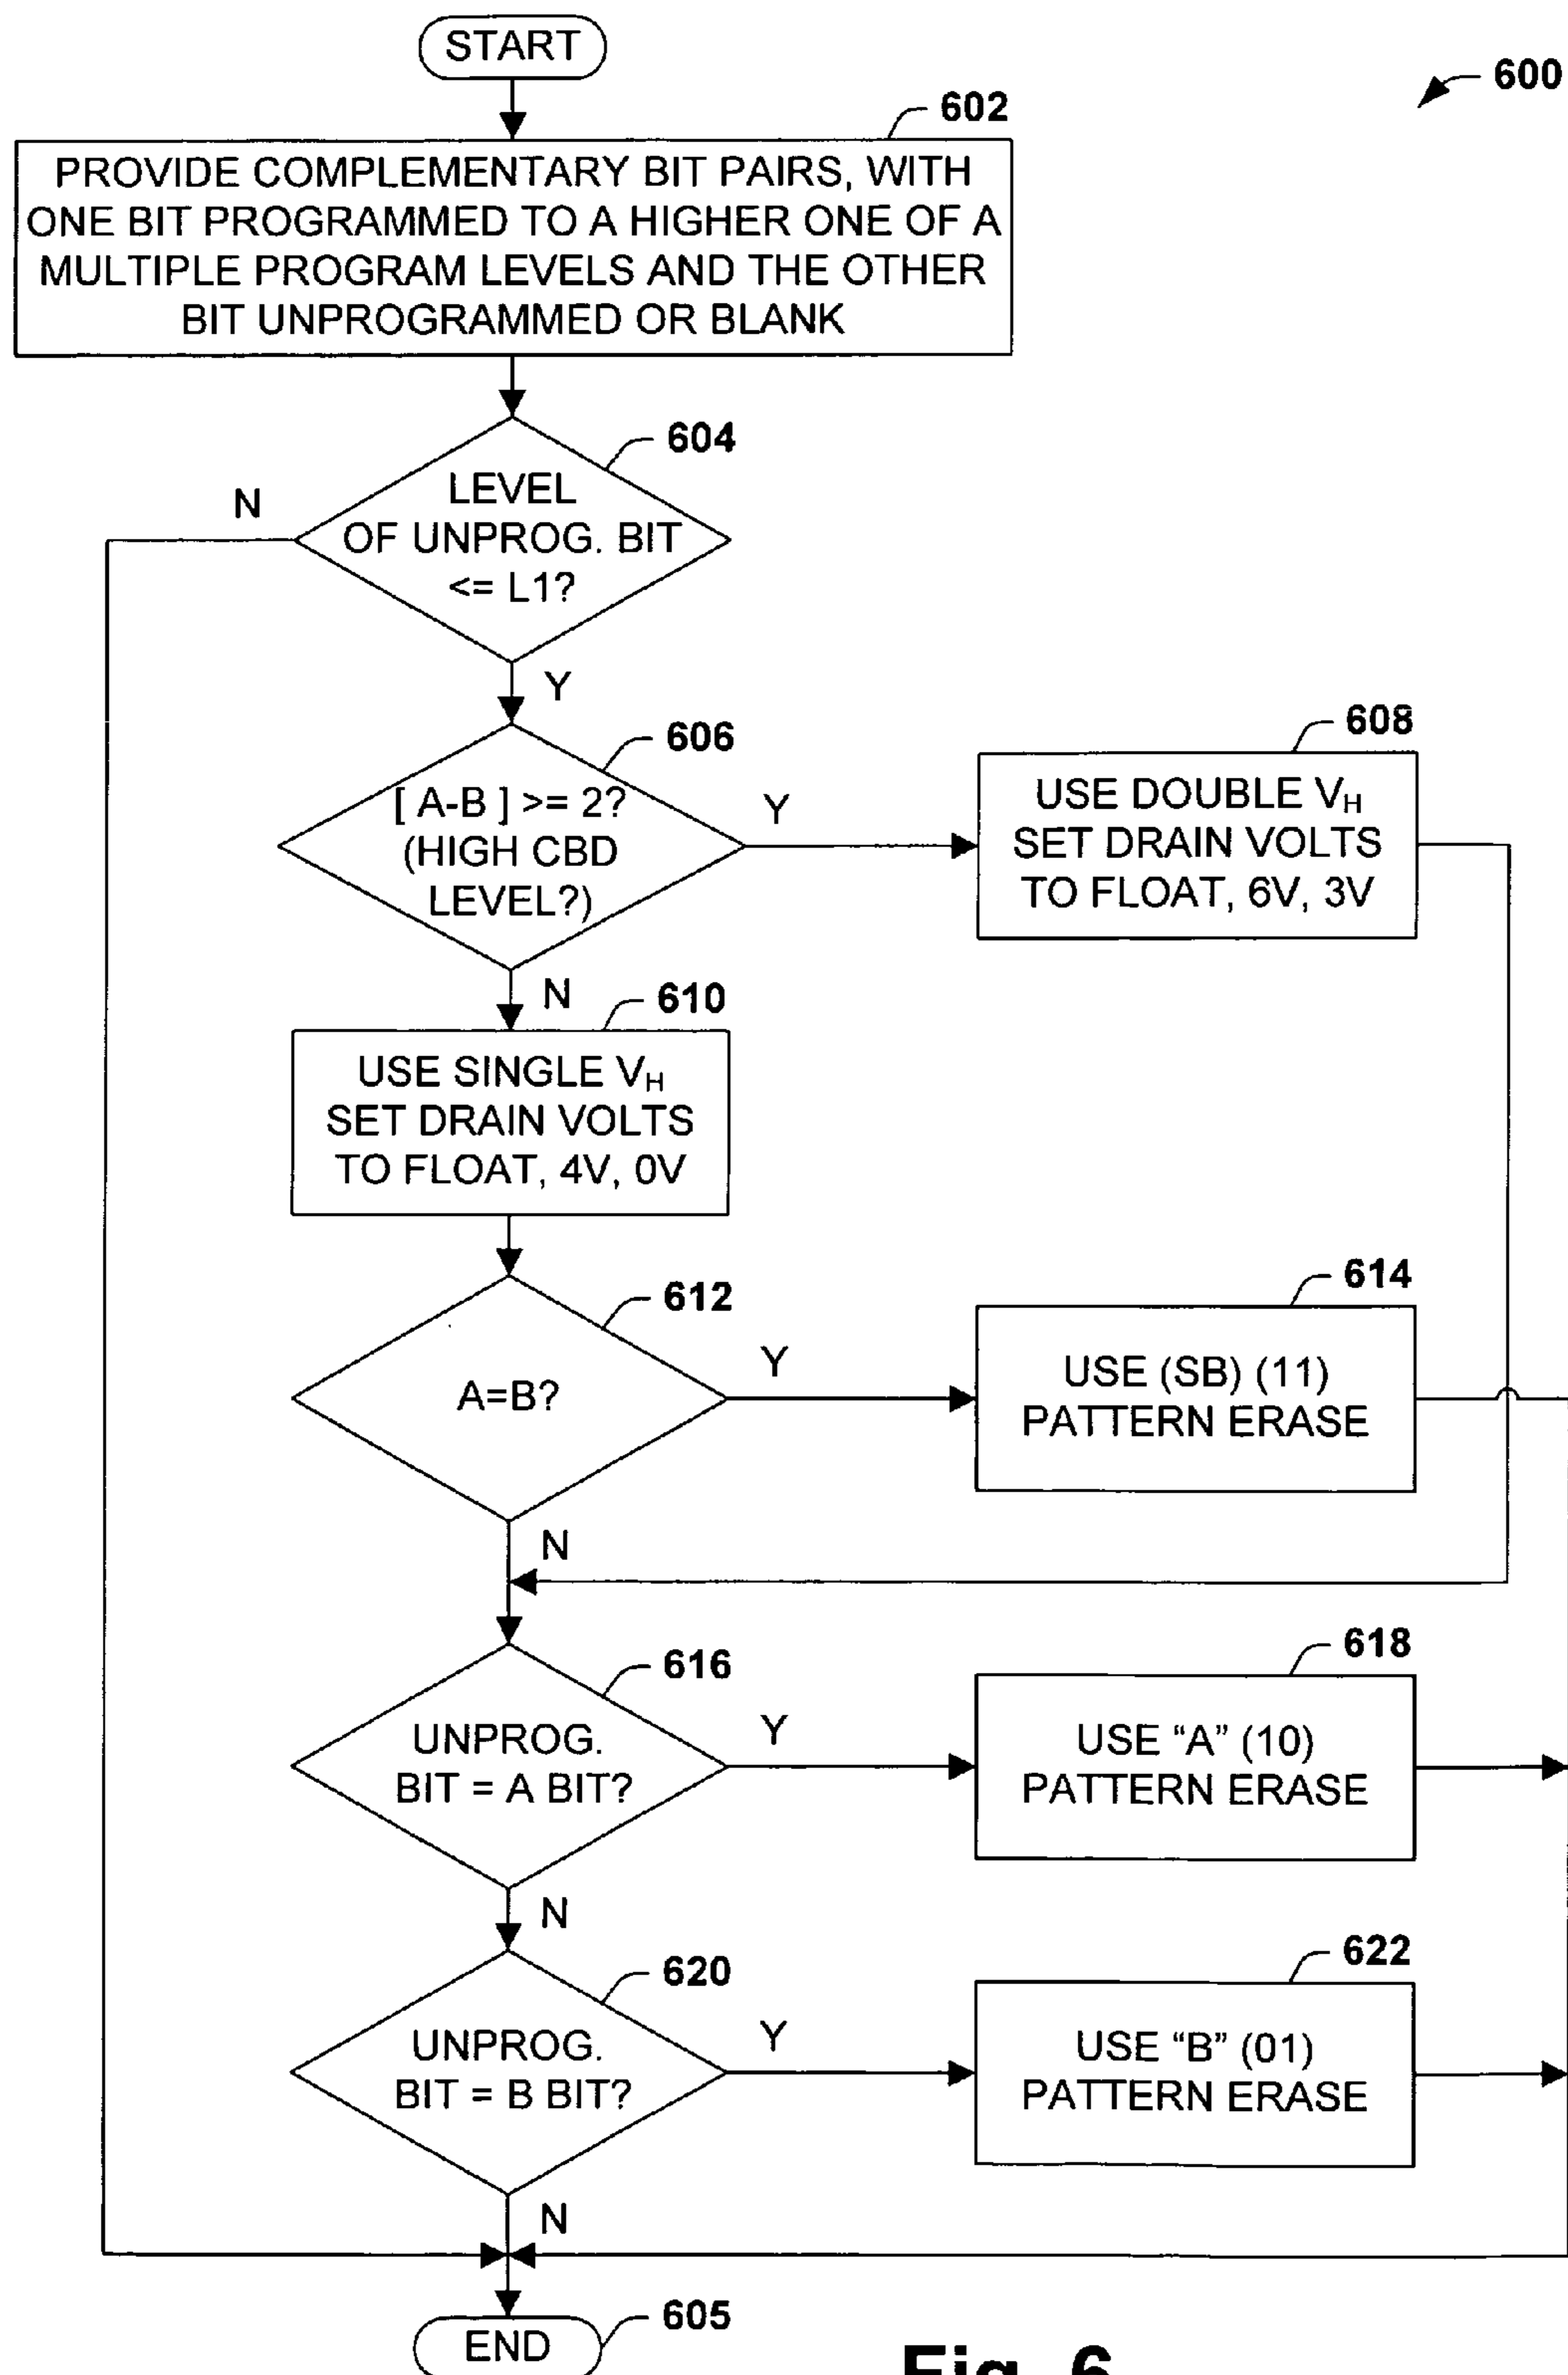 START
600
602
PROVIDE COMPLEMENTARY BIT PAIRS, WITH
ONE BIT PROGRAMMED TO A HIGHER ONE OF A
MULTIPLE PROGRAM LEVELS AND THE OTHER
BIT UNPROGRAMMED OR BLANK
604
N
LEVEL
OF UNPROG. BIT
<= L1?
Y
606
[ A-B ] >= 2?
(HIGH CBD
LEVEL?)
Y
608
USE DOUBLE VH
SET DRAIN VOLTS
TO FLOAT, 6V, 3V
N
610
USE SINGLE VH
SET DRAIN VOLTS
TO FLOAT, 4V, 0V
612
A=B?
Y
614
USE (SB) (11)
PATTERN ERASE
N
616
UNPROG.
BIT = A BIT?
Y
618
USE “A” (10)
PATTERN ERASE
N
620
UNPROG.
BIT = B BIT?
Y
622
USE “B” (01)
PATTERN ERASE
N
605
END
Fig. 6